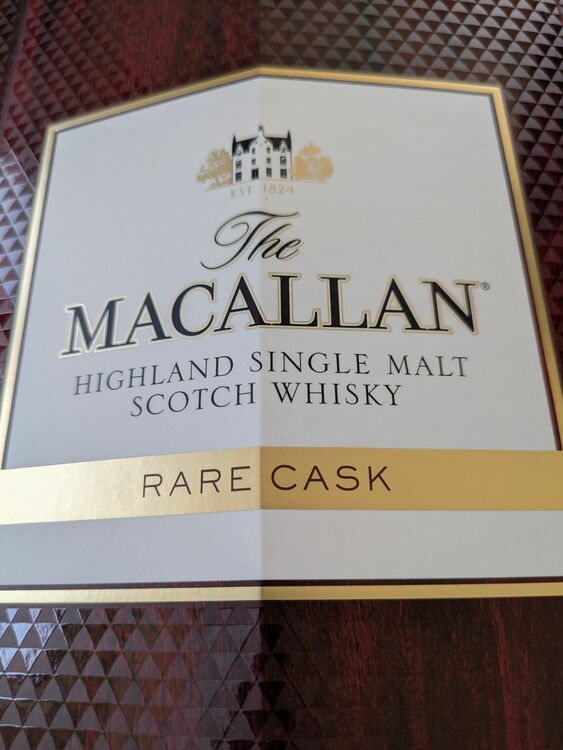 EST. 1824
The
MACALLAN®
HIGHLAND SINGLE MALT
SCOTCH WHISKY
RARE CASK